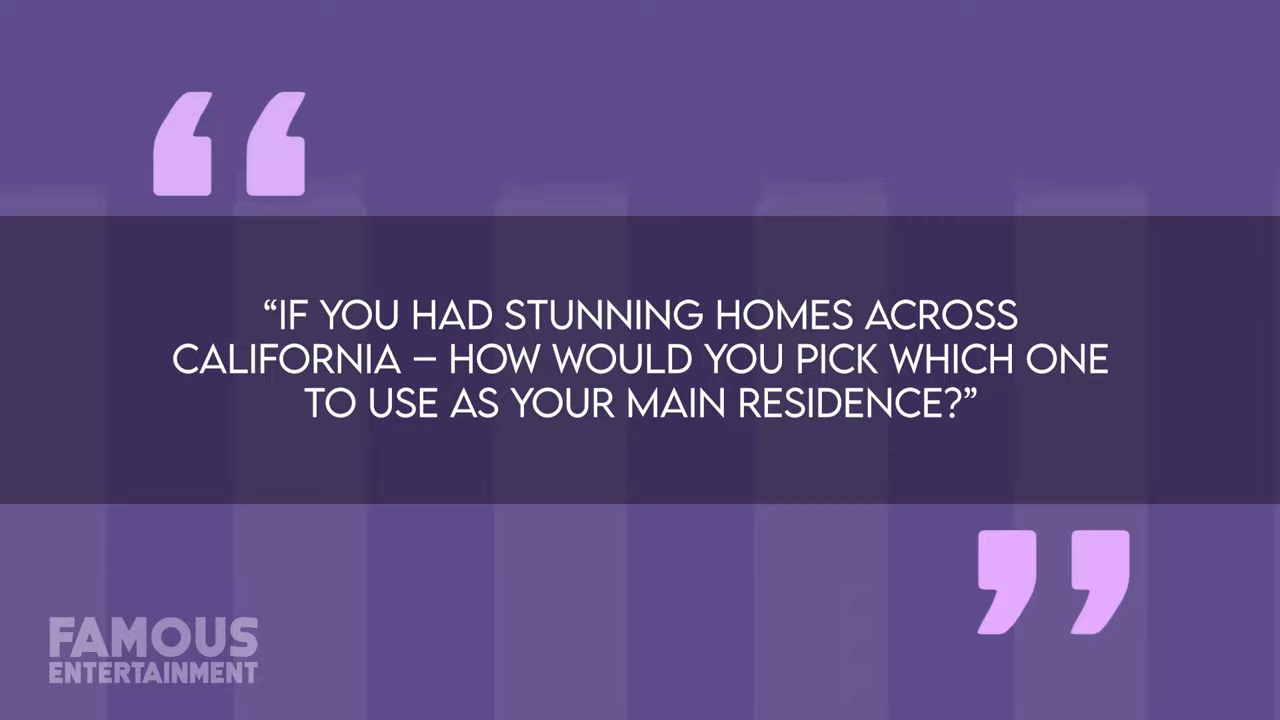 “IF YOU HAD STUNNING HOMES ACROSS
CALIFORNIA – HOW WOULD YOU PICK WHICH ONE
TO USE AS YOUR MAIN RESIDENCE?”
FAMOUS
ENTERTAINMENT